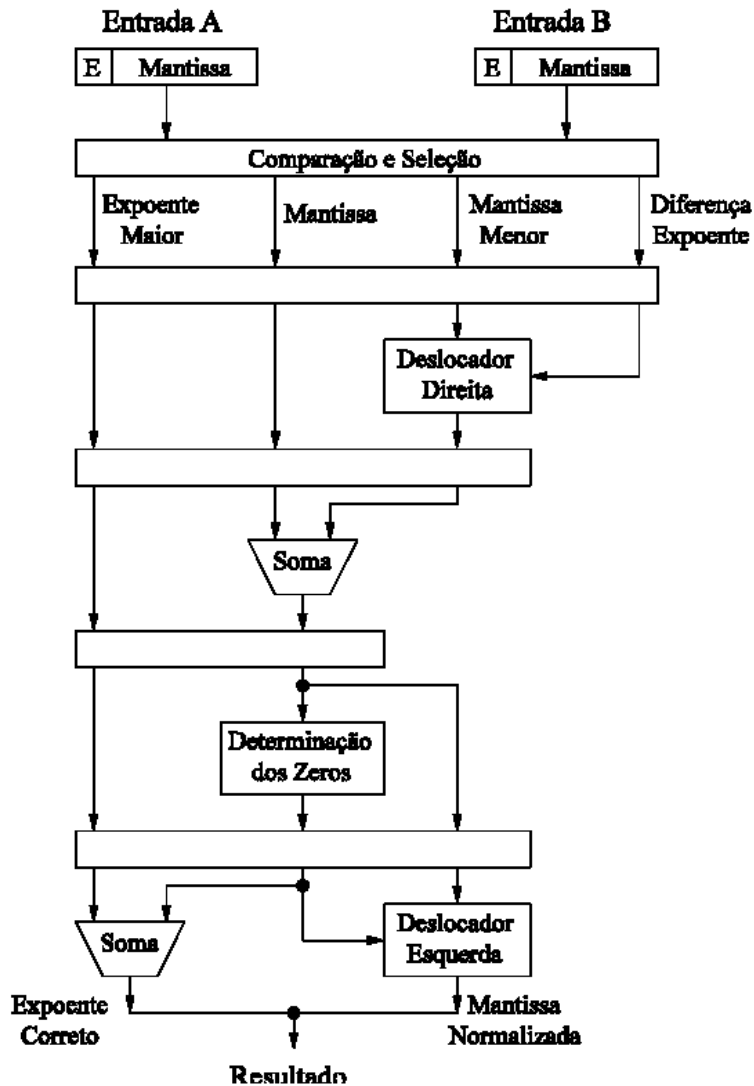 Entrada A
Entrada B
E
Mantissa
E
Mantissa
Comparação e Seleção
Expoente
Maior
Mantissa
Mantissa
Menor
Diferença
Expoente
Deslocador
Direita
Soma
Determinação
dos Zeros
Soma
Deslocador
Esquerda
Expoente
Correto
Mantissa
Normalizada
Resultado